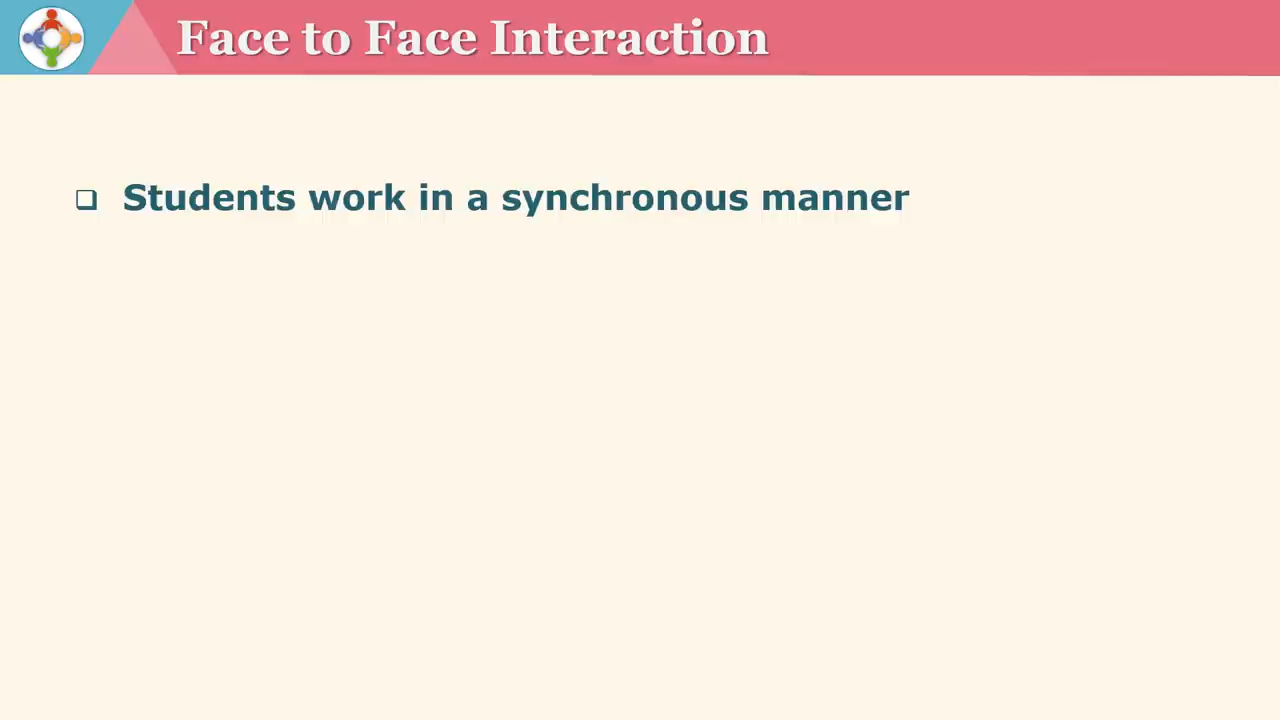 Face to Face Interaction
Students work in a synchronous manner